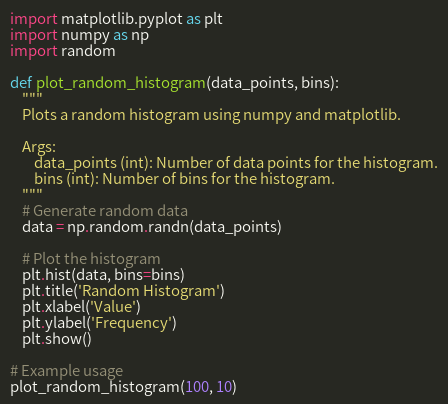 import matplotlib.pyplot as plt
import numpy as np
import random

def plot_random_histogram(data_points, bins):
    """
    Plots a random histogram using numpy and matplotlib.

    Args:
        data_points (int): Number of data points for the histogram.
        bins (int): Number of bins for the histogram.
    """
    # Generate random data
    data = np.random.randn(data_points)

    # Plot the histogram
    plt.hist(data, bins=bins)
    plt.title('Random Histogram')
    plt.xlabel('Value')
    plt.ylabel('Frequency')
    plt.show()

# Example usage
plot_random_histogram(100, 10)